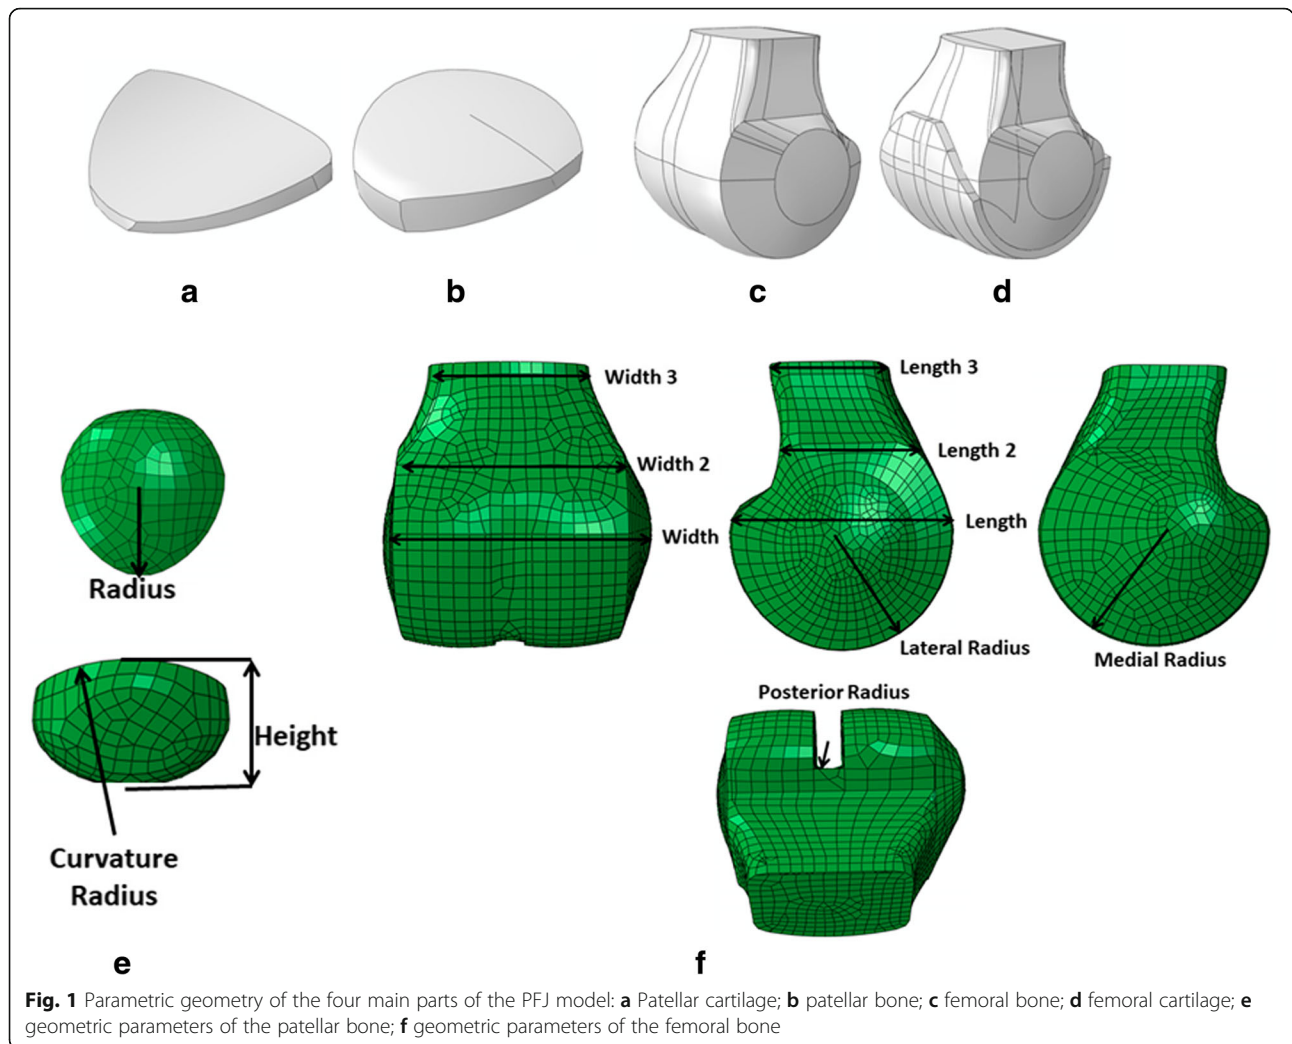 a
b
c
d
Width 3
Width 2
Width
Length 3
Length 2
Length
Lateral Radius
Medial Radius
Radius
Height
Curvature
Radius
Posterior Radius
e
f
Fig. 1 Parametric geometry of the four main parts of the PFJ model: a Patellar cartilage; b patellar bone; c femoral bone; d femoral cartilage; e
geometric parameters of the patellar bone; f geometric parameters of the femoral bone